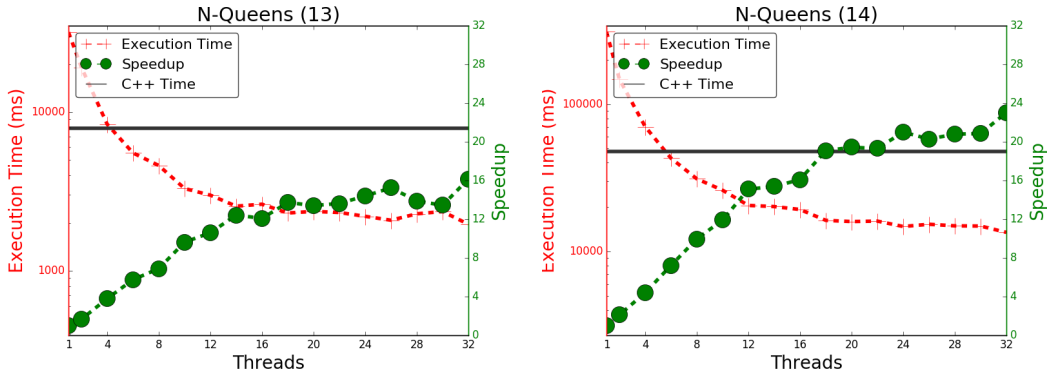 N-Queens (13)
Execution Time
Speedup
C++ Time
10000
1000
Execution Time (ms)
32
28
24
20
16
12
8
4
0
Speedup
1 4 8 12 16 20 24 28 32
Threads
N-Queens (14)
Execution Time
Speedup
C++ Time
100000
10000
Execution Time (ms)
32
28
24
20
16
12
8
4
0
Speedup
1 4 8 12 16 20 24 28 32
Threads